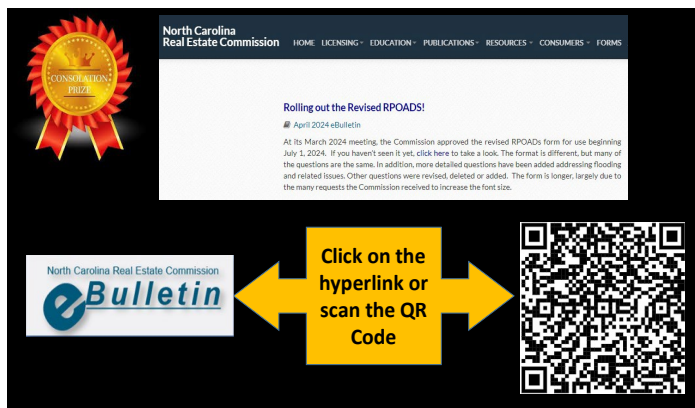 CONSOLATION
PRIZE
North Carolina
Real Estate Commission
HOME LICENSING EDUCATION PUBLICATIONS RESOURCES CONSUMERS FORMS
Rolling out the Revised RPOADS!
April 2024 eBulletin
At its March 2024 meeting, the Commission approved the revised RPOADs form for use beginning
July 1, 2024. If you haven't seen it yet, click here to take a look. The format is different, but many of
the questions are the same. In addition, more detailed questions have been added addressing flooding
and related issues. Other questions were revised, deleted or added. The form is longer, largely due to
the many requests the Commission received to increase the font size.
North Carolina Real Estate Commission
eBulletin
Click on the
hyperlink or
scan the QR
Code